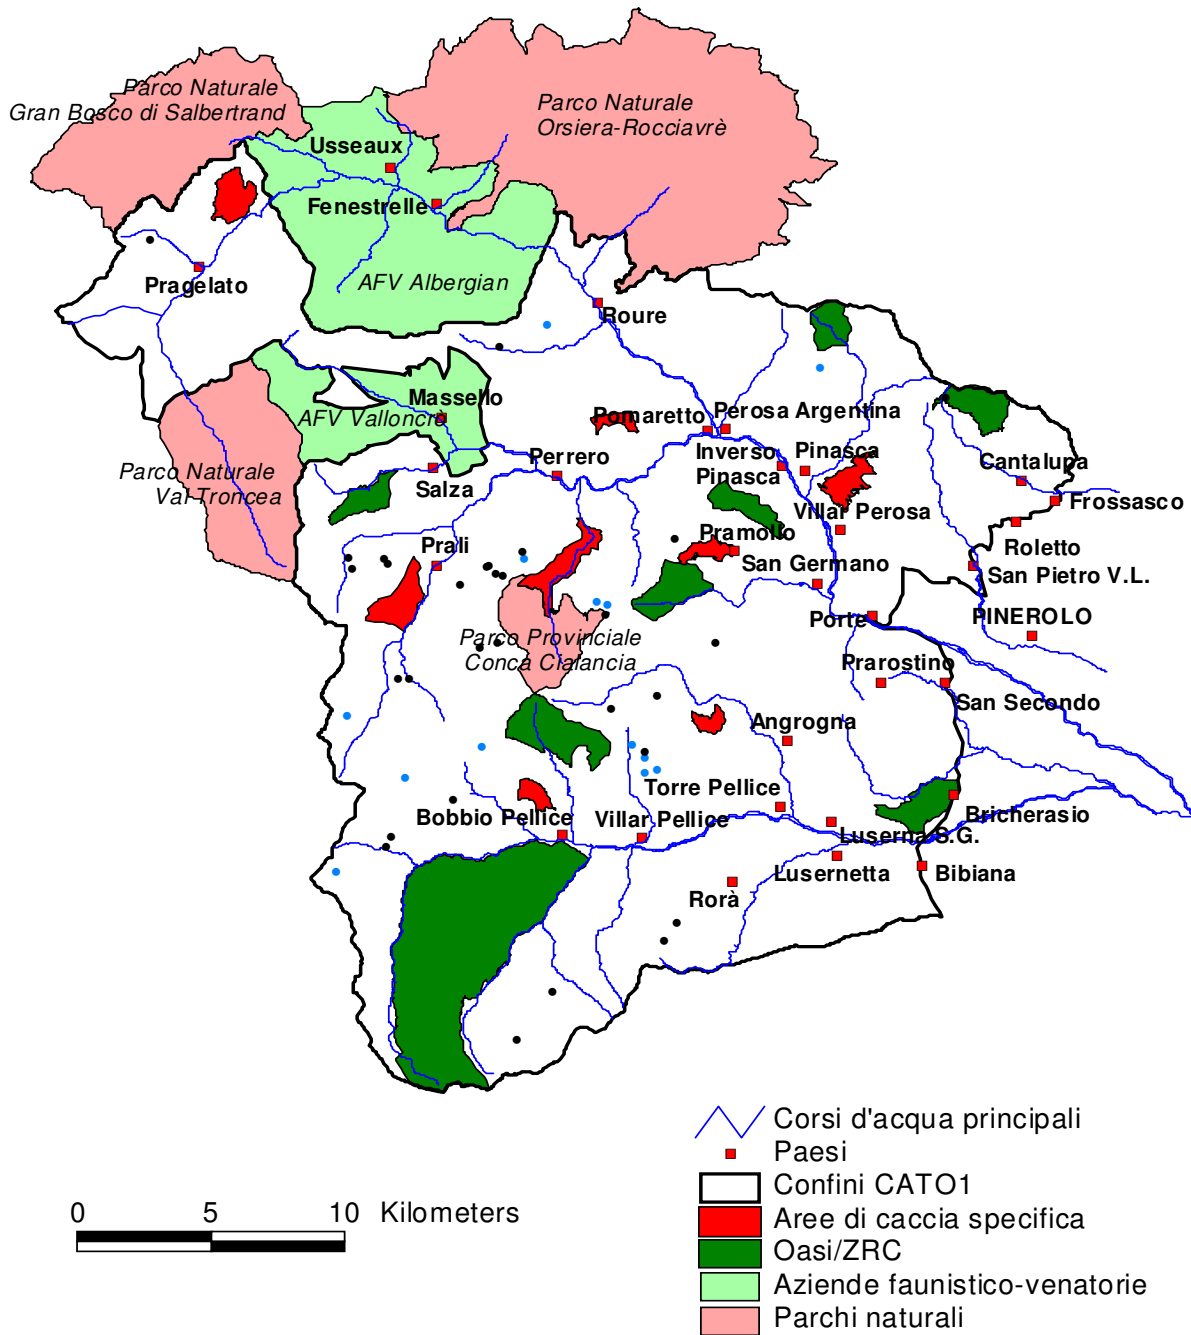 Parco Naturale
Gran Bosco di Salbertrand
Parco Naturale
Orsiera-Rocciavrè
Usseaux
Fenestrelle
AFV Albergian
Pragelato
Roure
Massello
AFV Valloncrò
Pomaretto
Perosa Argentina
Parco Naturale
Val Troncea
Perrero
Salza
Inverso
Pinasca
Pinasca
Cantalupa
Frossasco
Villar Perosa
Pramollo
Roletto
Prali
San Germano
San Pietro V.L.
Porte
PINEROLO
Parco Provinciale
Conca Cialancia
Prarostino
San Secondo
Angrogna
Torre Pellice
Bobbio Pellice
Villar Pellice
Bricherasio
Luserna S.G.
Lusernetta
Bibiana
Rorà
Corsi d'acqua principali
Paesi
Confini CATO1
Aree di caccia specifica
Oasi/ZRC
Aziende faunistico-venatorie
Parchi naturali
0 5 10 Kilometers